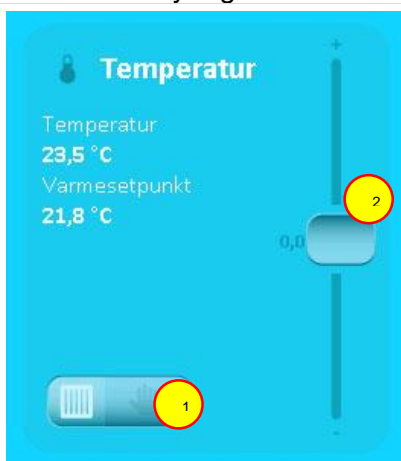 Temperatur
+
Temperatur
23,5 °C
Varmesetpunkt
21,8 °C
2
0,0
1
-